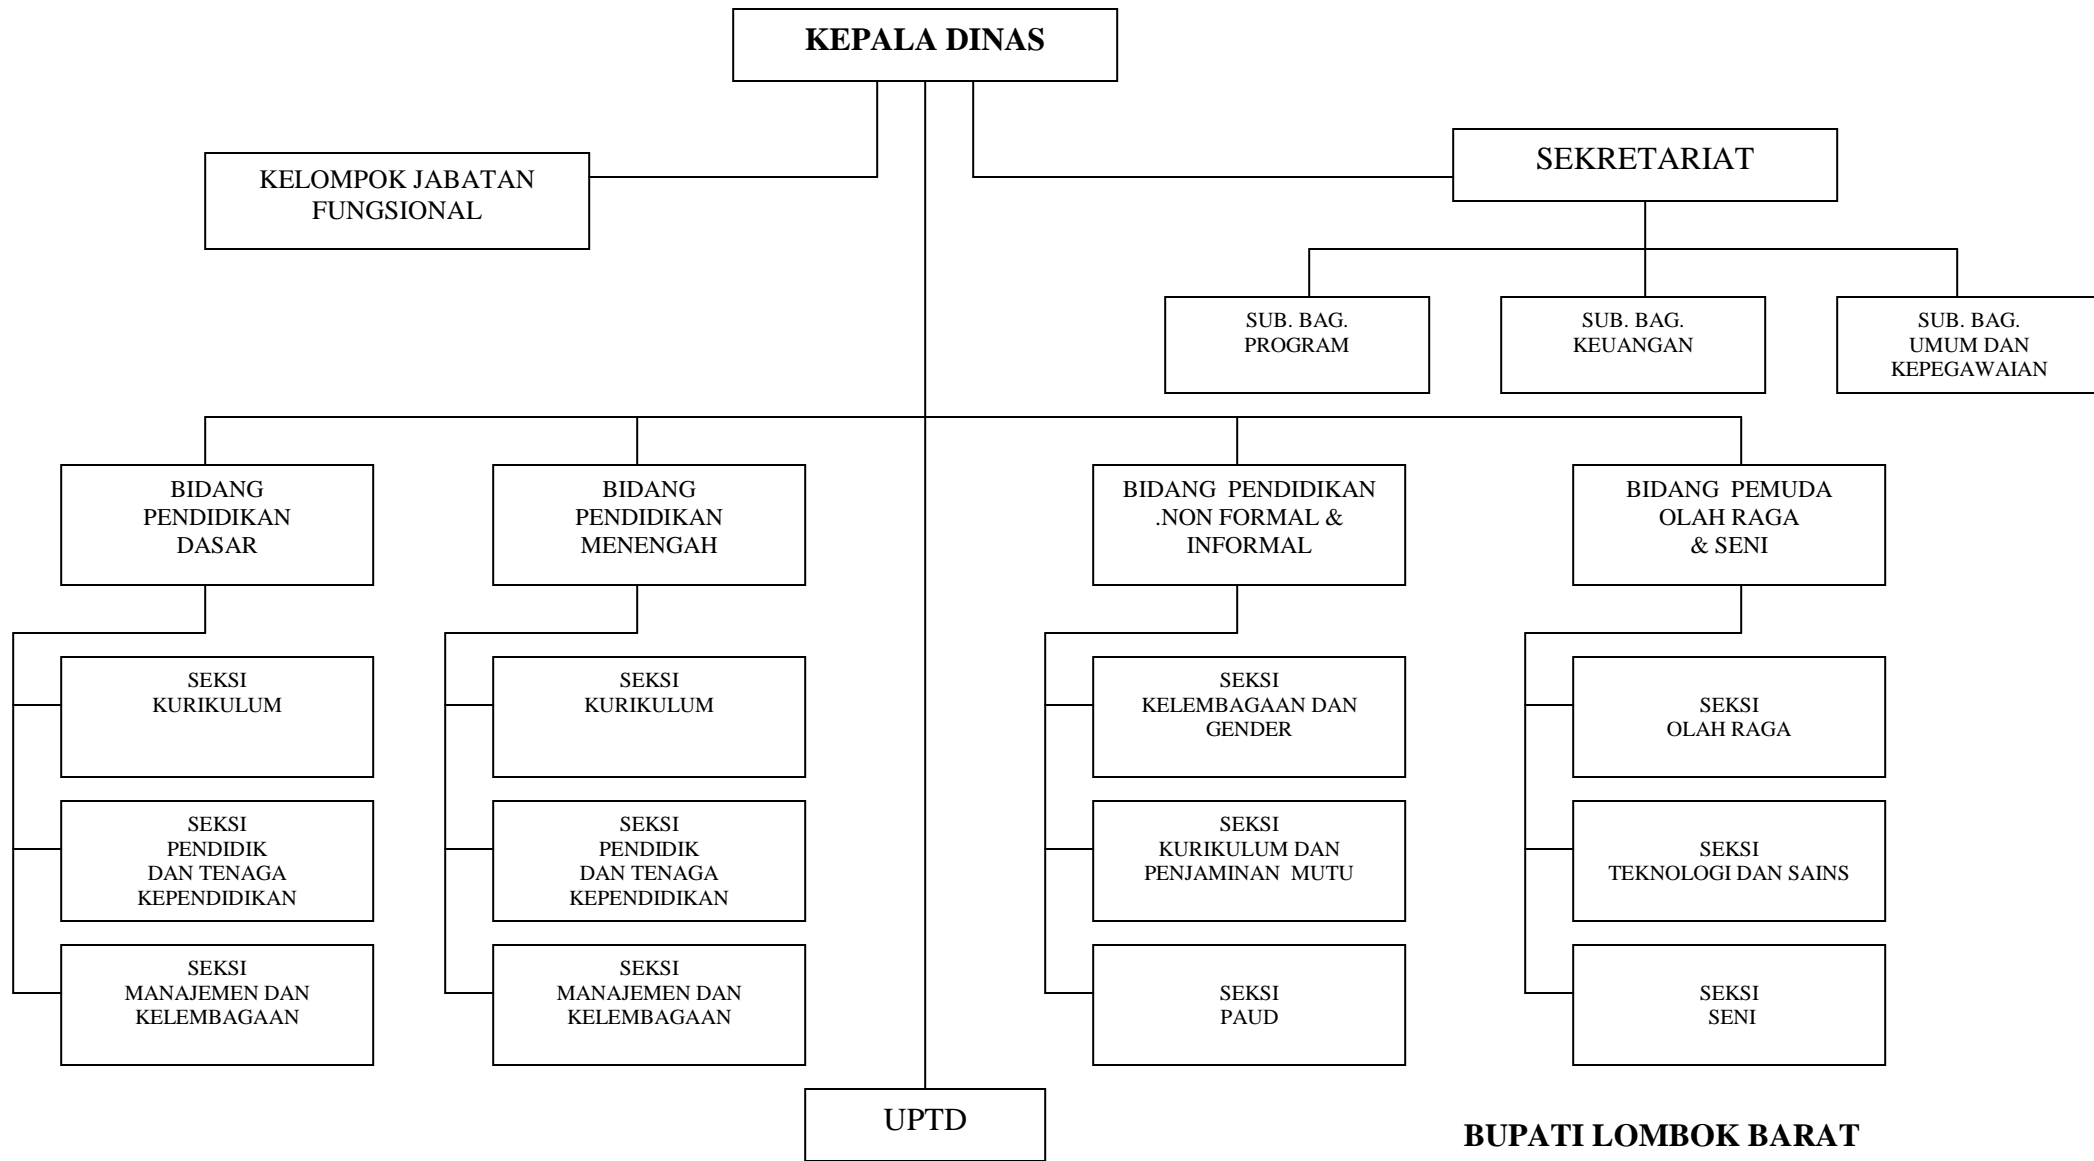 KEPALA DINAS
KELOMPOK JABATAN
FUNGSIONAL
SEKRETARIAT
SUB. BAG.
PROGRAM
SUB. BAG.
KEUANGAN
SUB. BAG.
UMUM DAN
KEPEGAWAIAN
BIDANG
PENDIDIKAN
DASAR
BIDANG
PENDIDIKAN
MENENGAH
BIDANG PENDIDIKAN
.NON FORMAL &
INFORMAL
BIDANG PEMUDA
OLAH RAGA
& SENI
SEKSI
KURIKULUM
SEKSI
KURIKULUM
SEKSI
KELEMBAGAAN DAN
GENDER
SEKSI
OLAH RAGA
SEKSI
PENDIDIK
DAN TENAGA
KEPENDIDIKAN
SEKSI
PENDIDIK
DAN TENAGA
KEPENDIDIKAN
SEKSI
KURIKULUM DAN
PENJAMINAN MUTU
SEKSI
TEKNOLOGI DAN SAINS
SEKSI
MANAJEMEN DAN
KELEMBAGAAN
SEKSI
MANAJEMEN DAN
KELEMBAGAAN
SEKSI
PAUD
SEKSI
SENI
UPTD
BUPATI LOMBOK BARAT